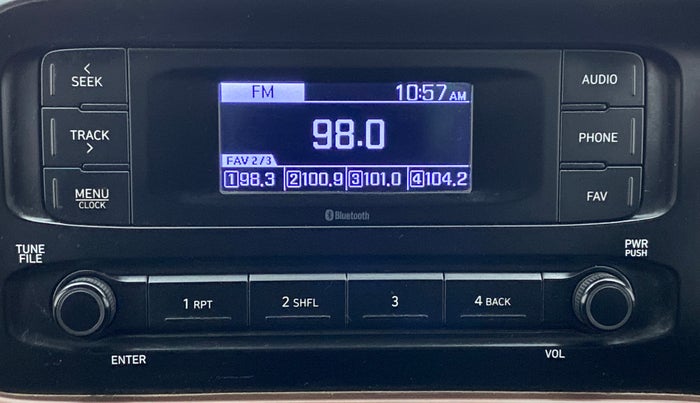 <
SEEK
TRACK
>
MENU
CLOCK
FM 10:57 AM
98.0
FAV 2/3
1 98.3 2 100.9 3 101.0 4 104.2
Bluetooth
AUDIO
PHONE
FAV
TUNE
FILE
PWR
PUSH
1 RPT
2 SHFL
3
4 BACK
ENTER
VOL